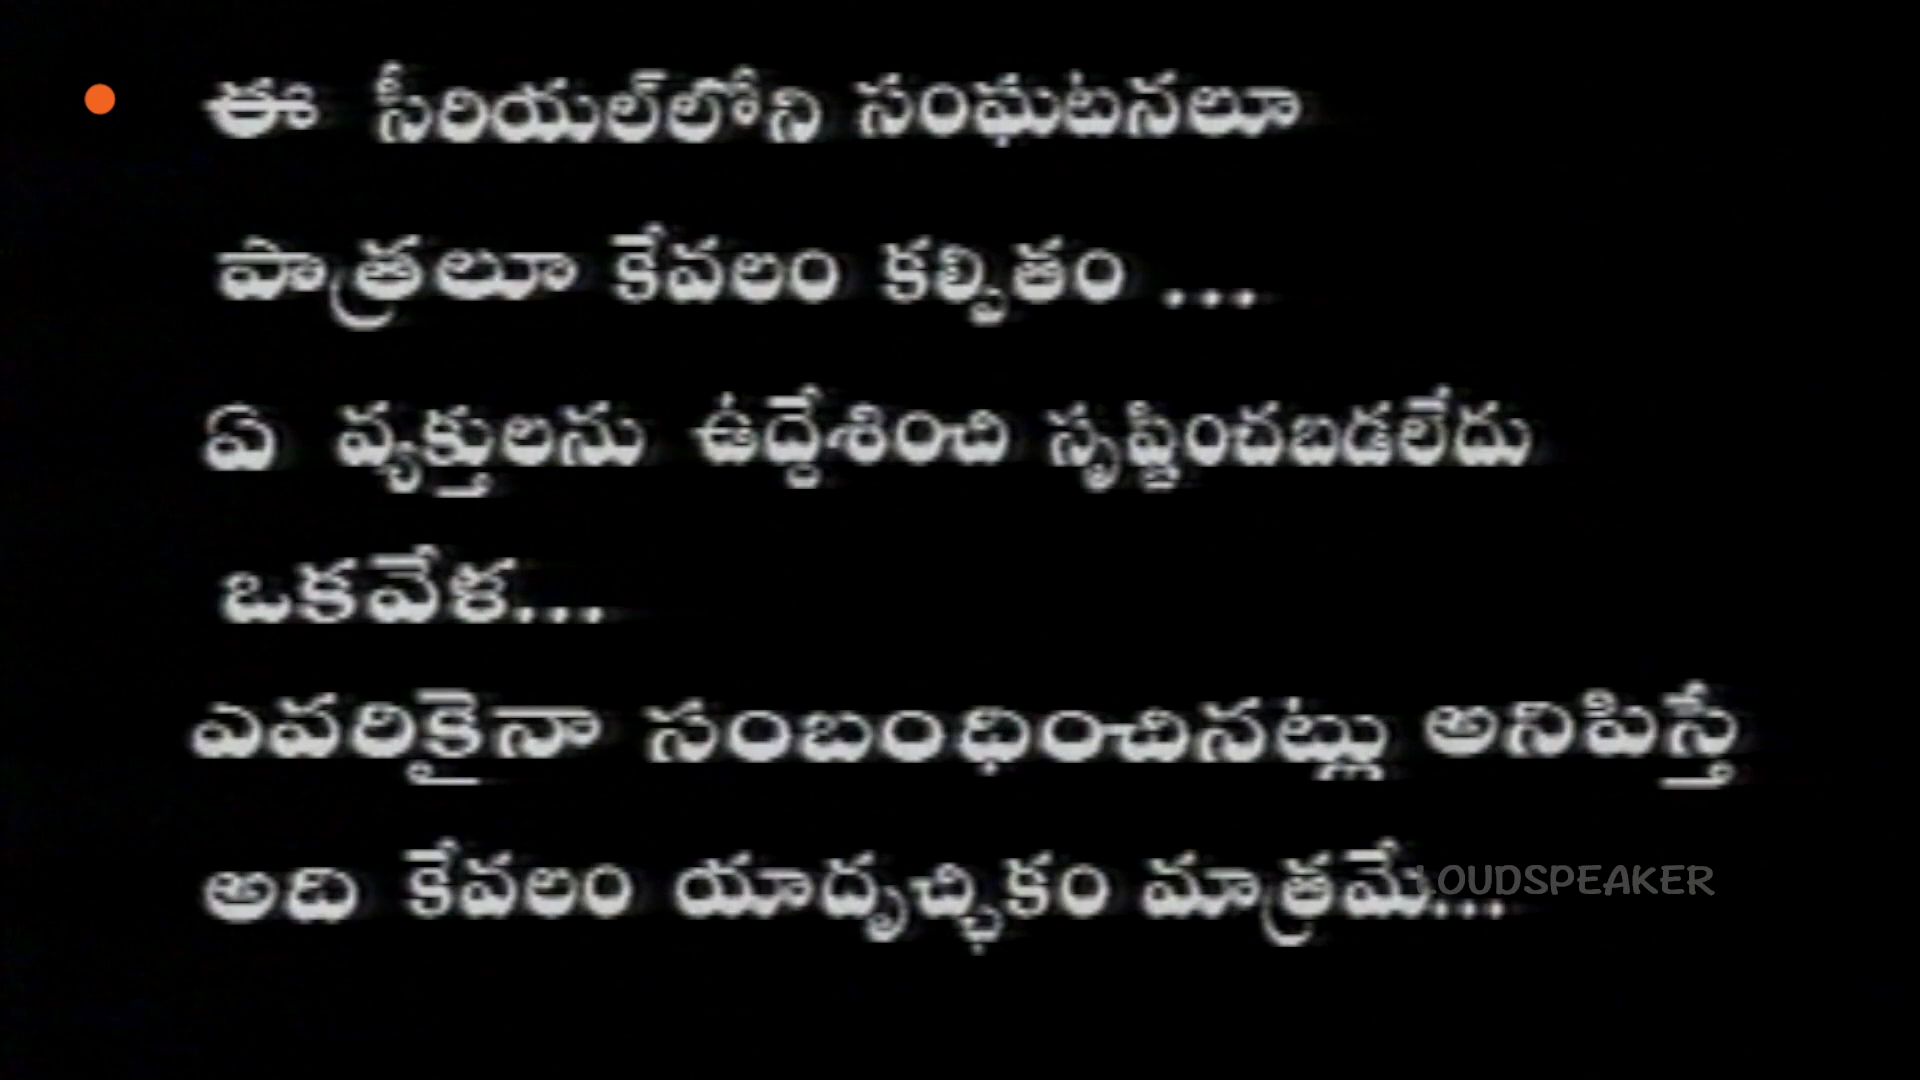 ఈ సీరియల్‌లోని సంఘటనలూ
పాత్రలూ కేవలం కల్పితం ...
ఏ వ్యక్తులను ఉద్దేశించి సృష్టించబడలేదు
ఒకవేళ...
ఎవరికైనా సంబంధించినట్లు అనిపిస్తే
అది కేవలం యాదృచ్ఛికం మాత్రమే...
LOUDSPEAKER